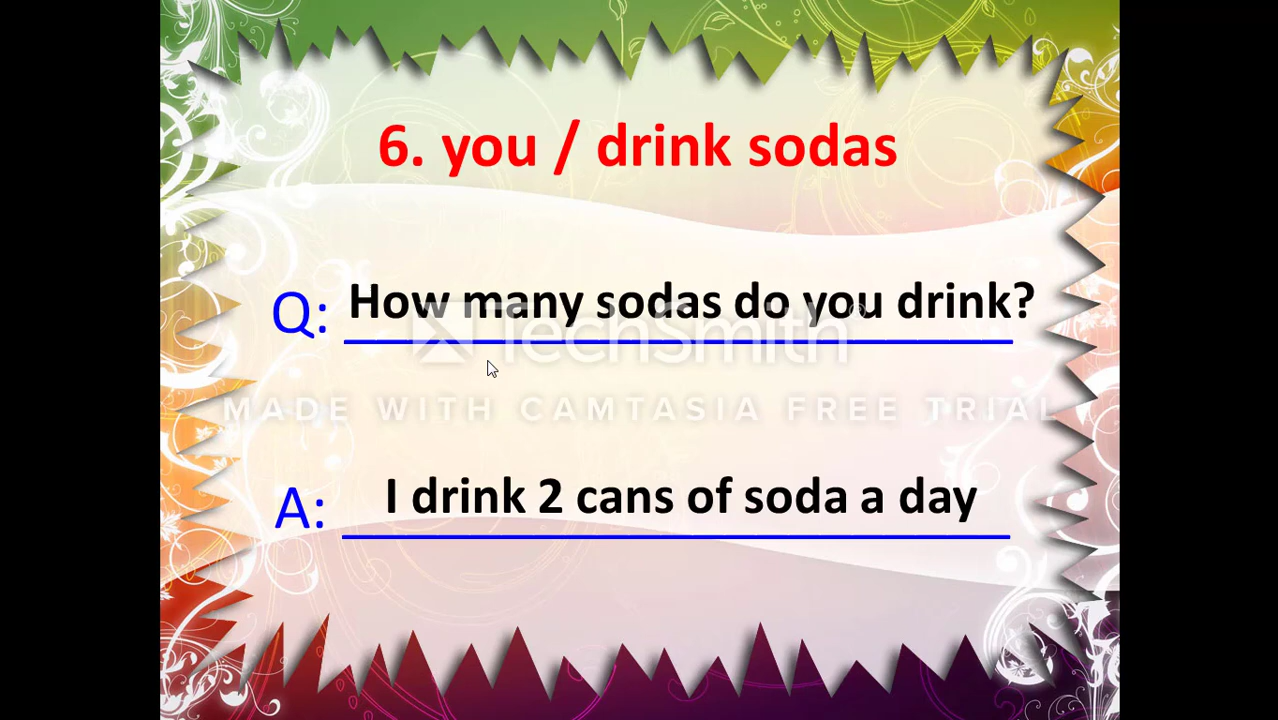 6. you / drink sodas
Q: How many sodas do you drink?
TechSmith®
MADE WITH CAMTASIA FREE TRIAL
A: I drink 2 cans of soda a day